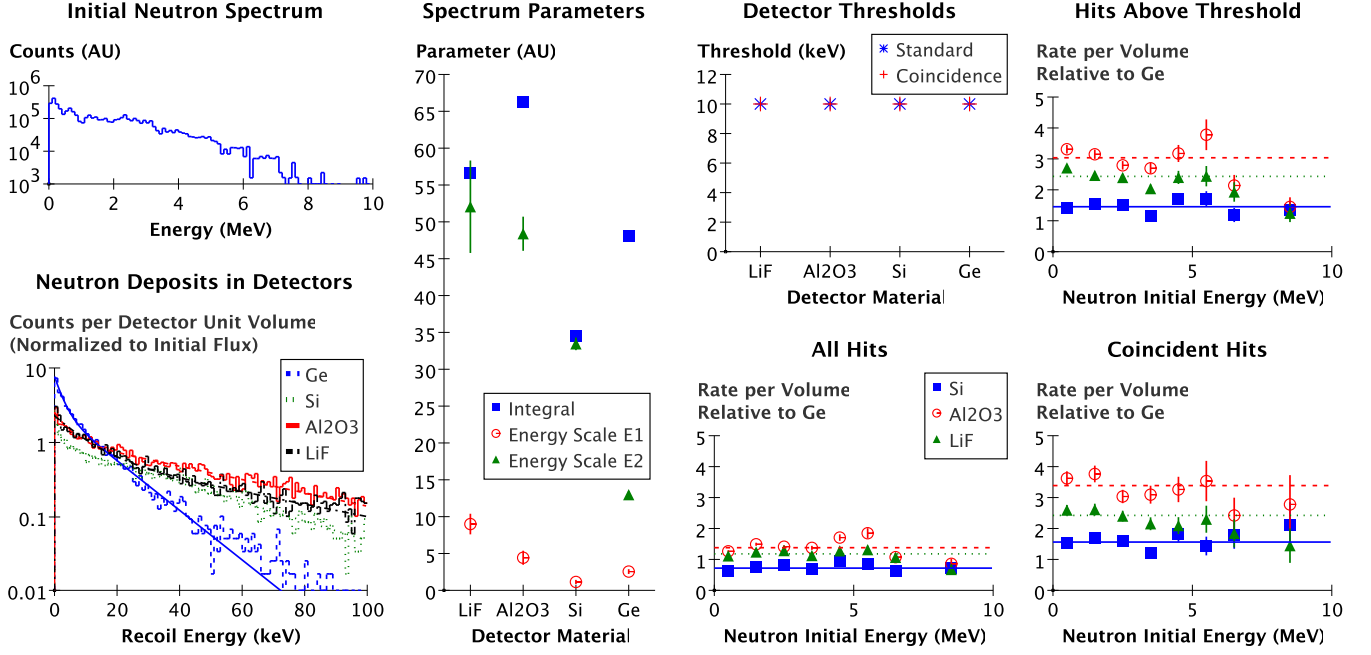 Initial Neutron Spectrum
Counts (AU)
10^6
10^5
10^4
10^3
0 2 4 6 8 10
Energy (MeV)
Neutron Deposits in Detectors
Counts per Detector Unit Volume
(Normalized to Initial Flux)
Ge
Si
Al2O3
LiF
10
1
0.1
0.01
0 20 40 60 80 100
Recoil Energy (keV)
Spectrum Parameters
Parameter (AU)
70
65
60
55
50
45
40
35
30
25
20
15
10
5
0
Integral
Energy Scale E1
Energy Scale E2
LiF Al2O3 Si Ge
Detector Material
Detector Thresholds
Threshold (keV)
Standard
Coincidence
12
10
8
6
4
2
0
LiF Al2O3 Si Ge
Detector Material
Hits Above Threshold
Rate per Volume
Relative to Ge
5
4
3
2
1
0
0 5 10
Neutron Initial Energy (MeV)
All Hits
Rate per Volume
Relative to Ge
Si
Al2O3
LiF
5
4
3
2
1
0
0 5 10
Neutron Initial Energy (MeV)
Coincident Hits
Rate per Volume
Relative to Ge
5
4
3
2
1
0
0 5 10
Neutron Initial Energy (MeV)